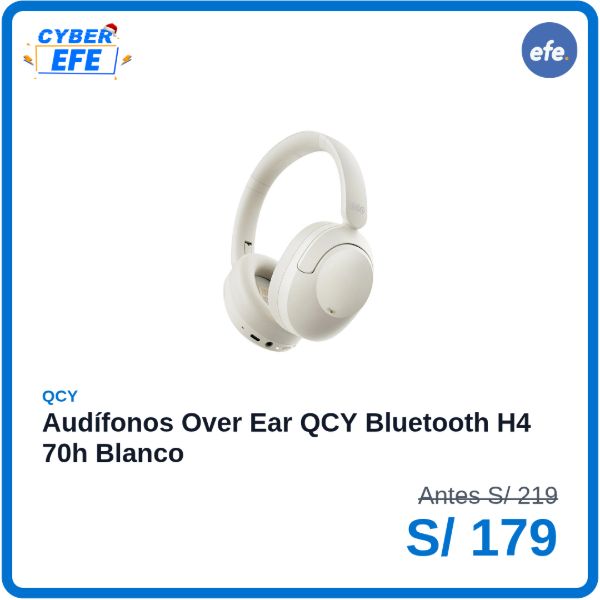 CYBER
EFE
efe.
QCY
Audífonos Over Ear QCY Bluetooth H4
70h Blanco
Antes S/ 219
S/ 179